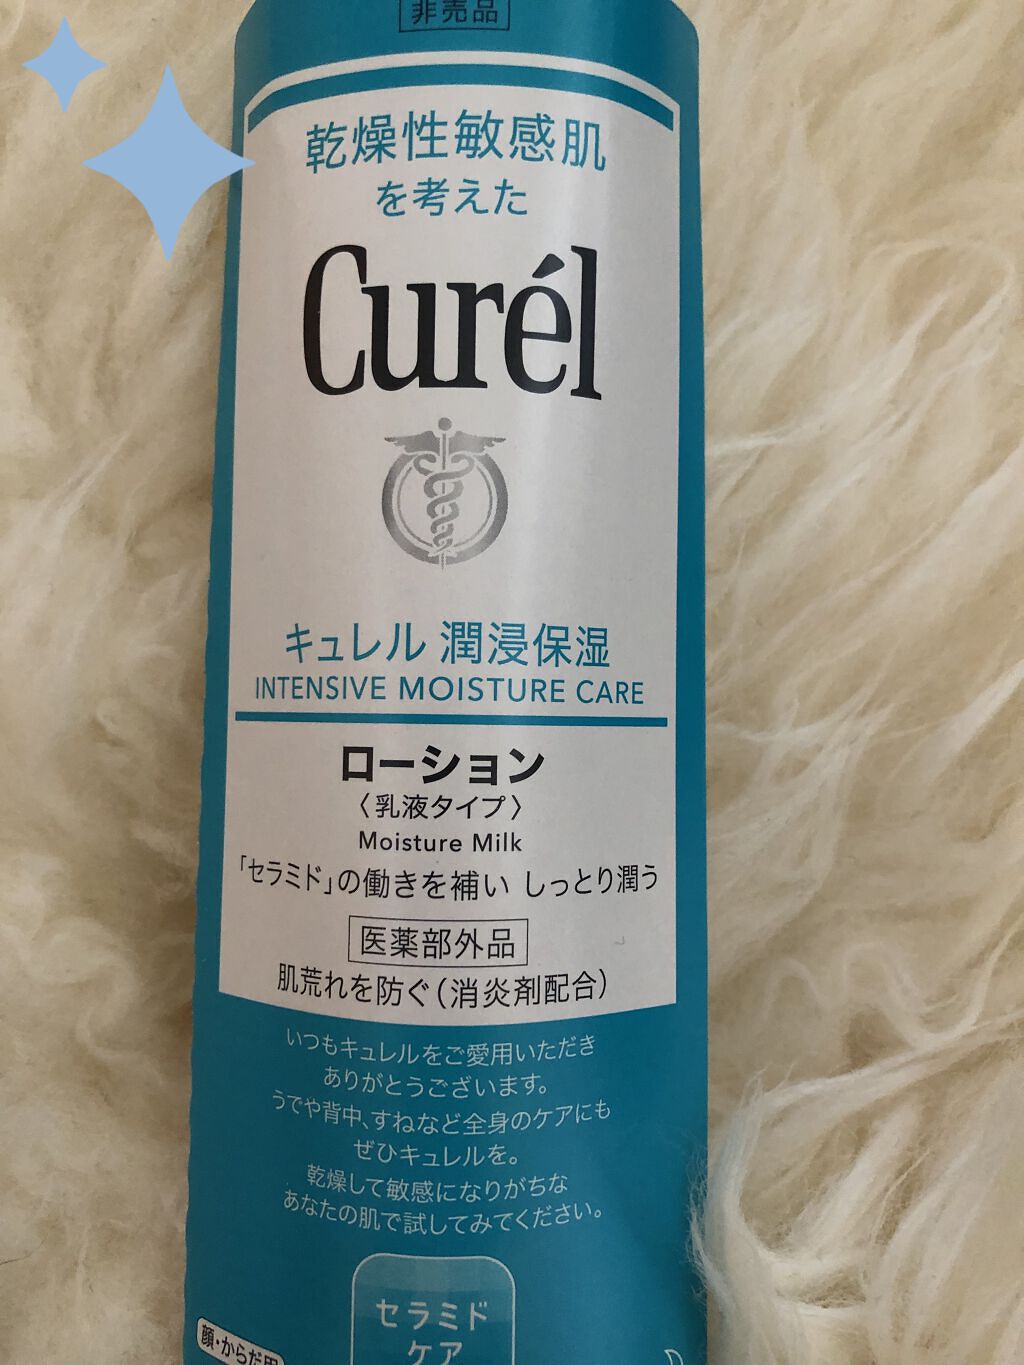 非売品
乾燥性敏感肌
を考えた
Curél
キュレル 潤浸保湿
INTENSIVE MOISTURE CARE
ローション
〈乳液タイプ〉
Moisture Milk
「セラミド」の働きを補い しっとり潤う
医薬部外品
肌荒れを防ぐ(消炎剤配合)
いつもキュレルをご愛用いただき
ありがとうございます。
うでや背中、すねなど全身のケアにも
ぜひキュレルを。
乾燥して敏感になりがちな
あなたの肌で試してみてください。
セラミド
ケア
顔・からだ用